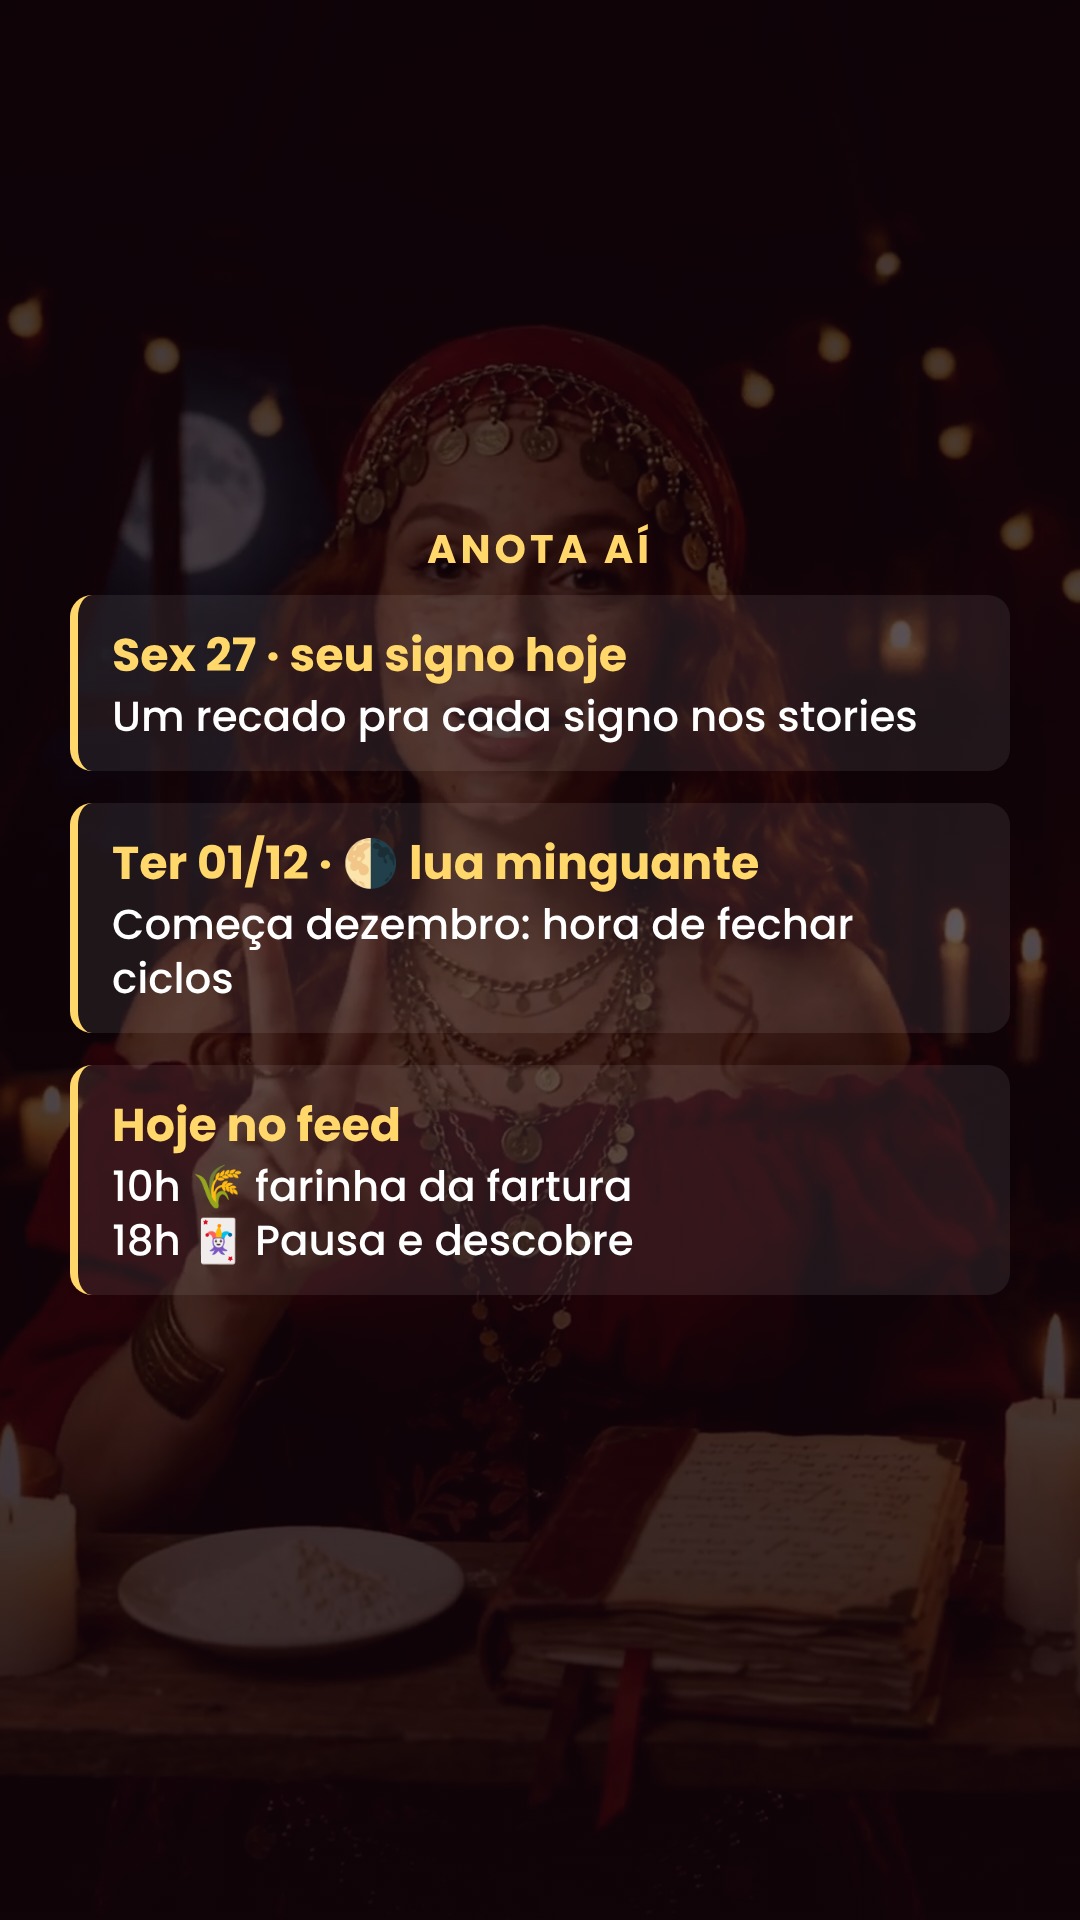 ANOTA AÍ
Sex 27 · seu signo hoje
Um recado pra cada signo nos stories
Ter 01/12 · 🌗 lua minguante
Começa dezembro: hora de fechar
ciclos
Hoje no feed
10h 🌾 farinha da fartura
18h 🃏 Pausa e descobre